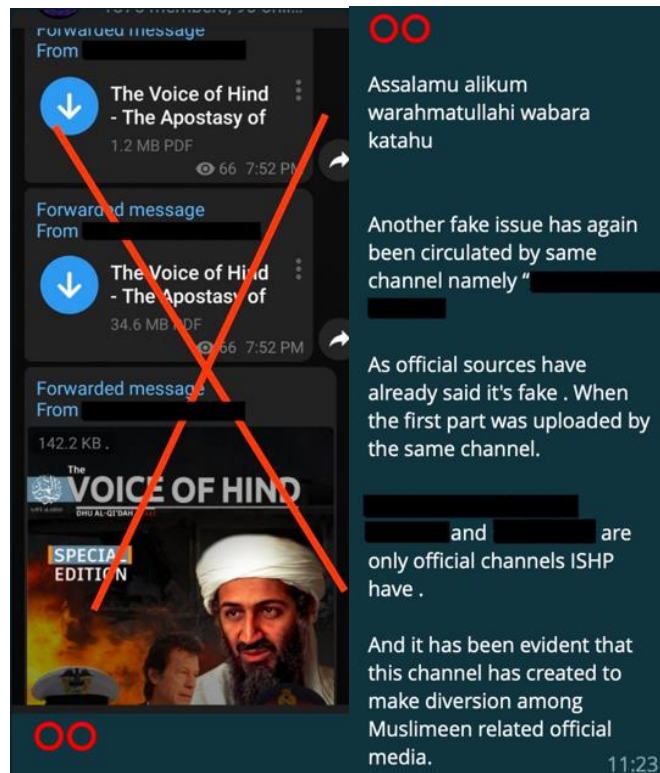 Forwarded message
From
The Voice of Hind
- The Apostasy of
1.2 MB PDF
66 7:52 PM
Forwarded message
From
The Voice of Hind
- The Apostasy of
34.6 MB PDF
66 7:52 PM
Forwarded message
From
142.2 KB .
The
VOICE OF HIND
DHU AL-QI'DAH
SPECIAL
EDITION
Assalamu alikum
warahmatullahi wabara
katahu
Another fake issue has again
been circulated by same
channel namely “
As official sources have
already said it's fake . When
the first part was uploaded by
the same channel.
and are
only official channels ISHP
have .
And it has been evident that
this channel has created to
make diversion among
Muslimeen related official
media.
11:23